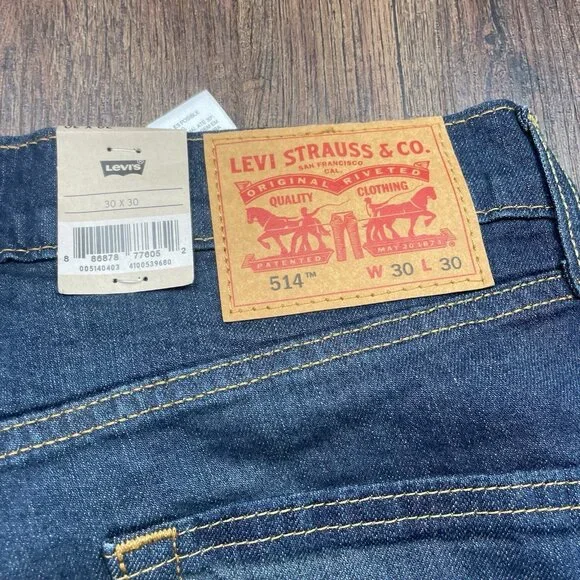 Levi's
30 X 30
8 86878 77605 2
005140403 4100539680
LEVI STRAUSS & CO.
SAN FRANCISCO
CAL.
ORIGINAL RIVETED
QUALITY CLOTHING
PATENTED MAY 20 1873
514™ W 30 L 30